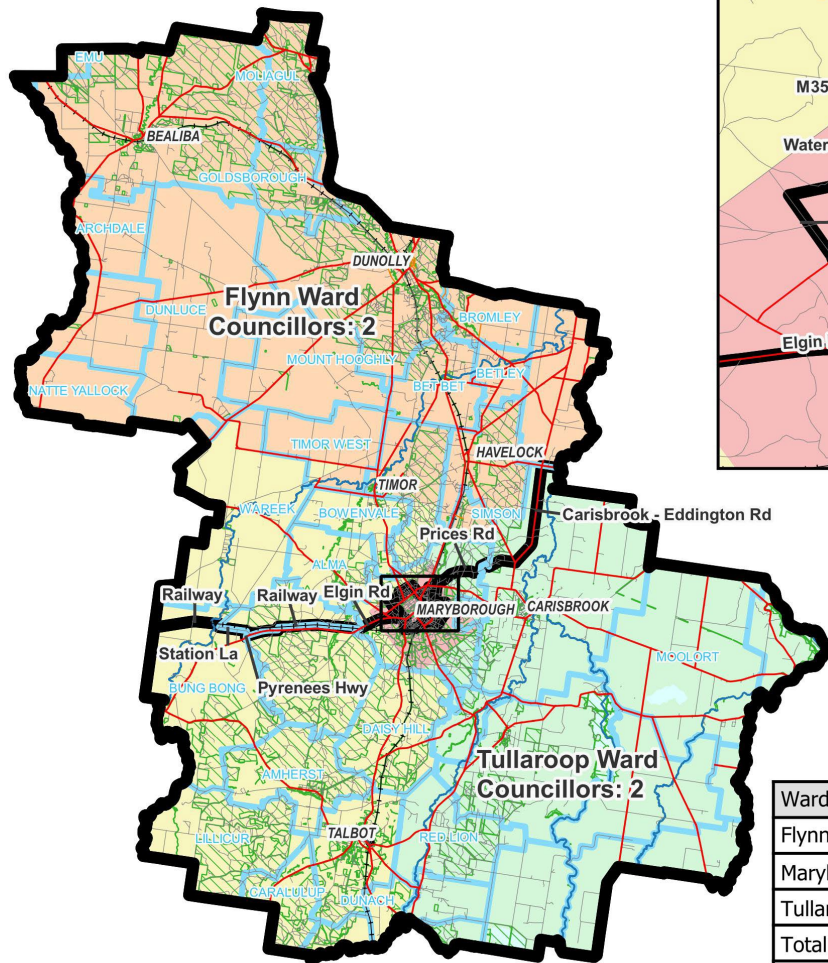 EMU
MOLIAGUL
BEALIBA
GOLDSBOROUGH
ARCHDALE
DUNOLLY
Flynn Ward
Councillors: 2
DUNLUCE
BROMLEY
MOUNT HOOGHLY
BETLEY
BET BET
NATTE YALLOCK
TIMOR WEST
HAVELOCK
TIMOR
WAREEK
BOWENVALE
SIMSON
Carisbrook - Eddington Rd
Prices Rd
ALMA
Railway
Railway
Elgin Rd
MARYBOROUGH
CARISBROOK
Station La
MOOLORT
BUNG BONG
Pyrenees Hwy
DAISY HILL
Tullaroop Ward
Councillors: 2
AMHERST
TALBOT
RED LION
LILLICUR
CARALULUP
DUNACH
M35
Water
Elgin
Ward
Flynn
Mary
Tullar
Total